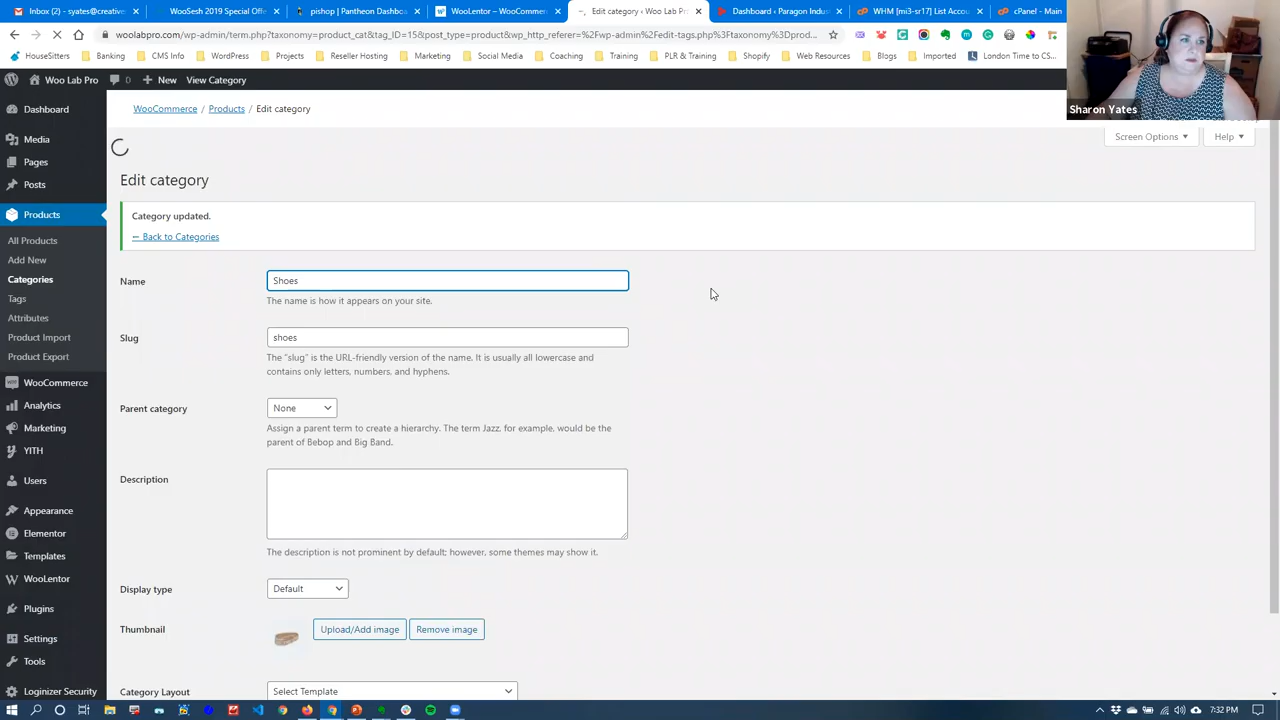 Inbox (2) - syates@creative
WooSesh 2019 Special Offe
pishop | Pantheon Dashboa
WooLentor – WooCommerc
Edit category ‹ Woo Lab Pr
Dashboard ‹ Paragon Indus
WHM [mi3-sr17] List Accou
cPanel - Main
woolabpro.com/wp-admin/term.php?taxonomy=product_cat&tag_ID=15&post_type=product&wp_http_referer=%2Fwp-admin%2Fedit-tags.php%3Ftaxonomy%3Dprod...
HouseSitters
Banking
CMS Info
WordPress
Projects
Reseller Hosting
Marketing
Social Media
Coaching
Training
PLR & Training
Shopify
Web Resources
Blogs
Imported
London Time to CS...
Woo Lab Pro
0
New
View Category
Sharon Yates
Dashboard
Media
Pages
Posts
Products
All Products
Add New
Categories
Tags
Attributes
Product Import
Product Export
WooCommerce
Analytics
Marketing
YITH
Users
Appearance
Elementor
Templates
WooLentor
Plugins
Settings
Tools
Loginizer Security
WooCommerce / Products / Edit category
Screen Options
Help
Edit category
Category updated.
← Back to Categories
Name
Shoes
The name is how it appears on your site.
Slug
shoes
The "slug" is the URL-friendly version of the name. It is usually all lowercase and
contains only letters, numbers, and hyphens.
Parent category
None
Assign a parent term to create a hierarchy. The term Jazz, for example, would be the
parent of Bebop and Big Band.
Description
The description is not prominent by default; however, some themes may show it.
Display type
Default
Thumbnail
Upload/Add image
Remove image
Category Layout
Select Template
7:32 PM